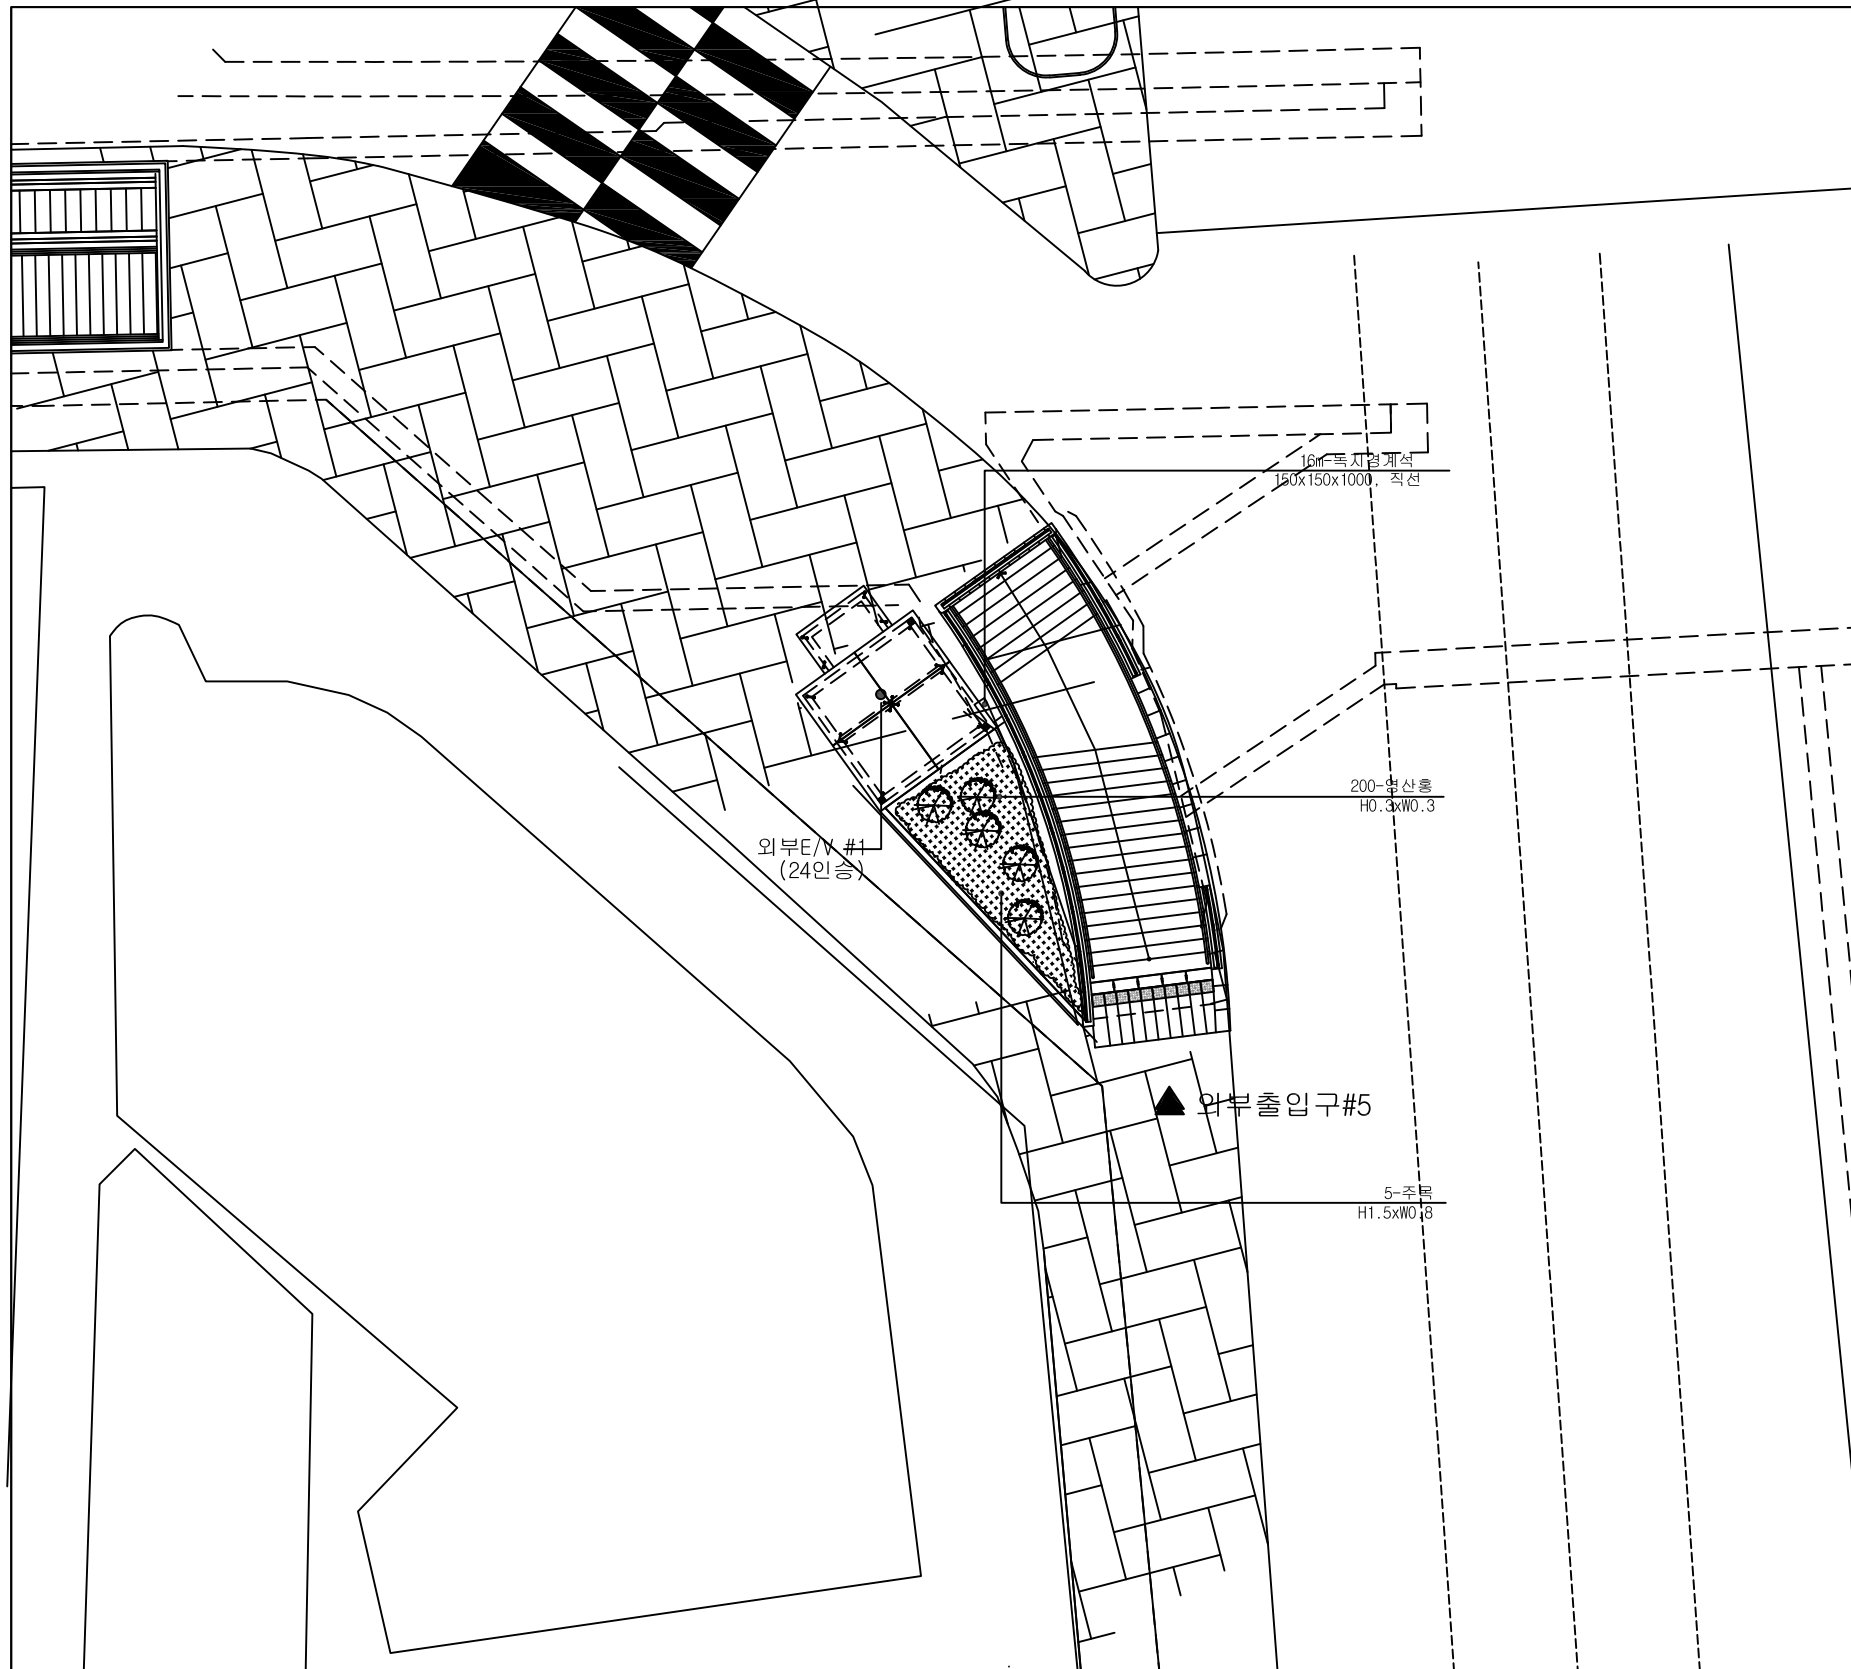 16m-녹지경계석
150x150x1000, 직선
200-영산홍
H0.3xW0.3
외부E/V #1
(24인승)
외부출입구#5
5-주목
H1.5xW0.8